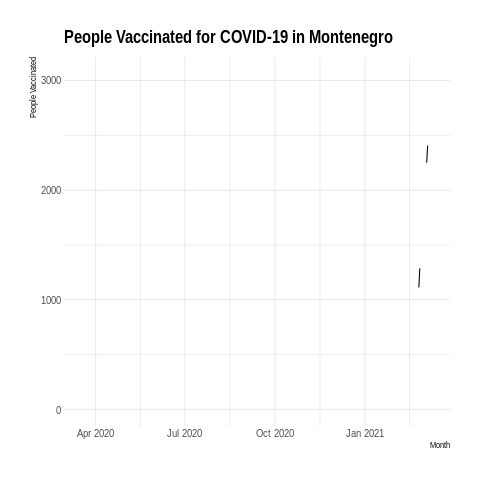 People Vaccinated for COVID-19 in Montenegro
People Vaccinated
3000
2000
1000
0
Apr 2020
Jul 2020
Oct 2020
Jan 2021
Month